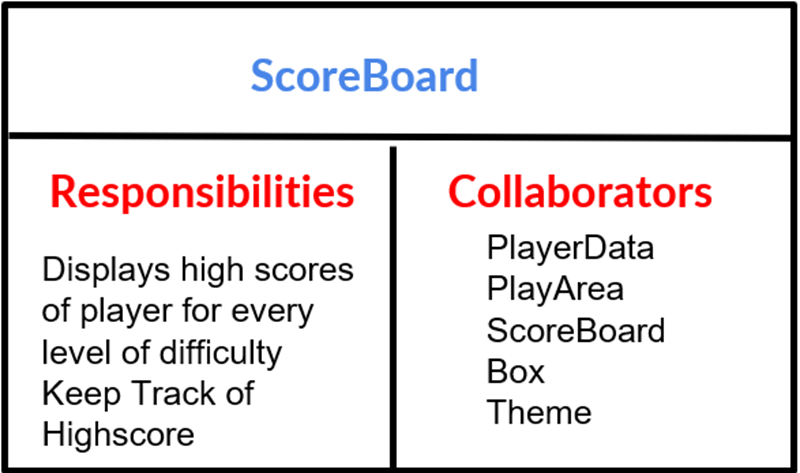 ScoreBoard
Responsibilities
Displays high scores
of player for every
level of difficulty
Keep Track of
Highscore
Collaborators
PlayerData
PlayArea
ScoreBoard
Box
Theme